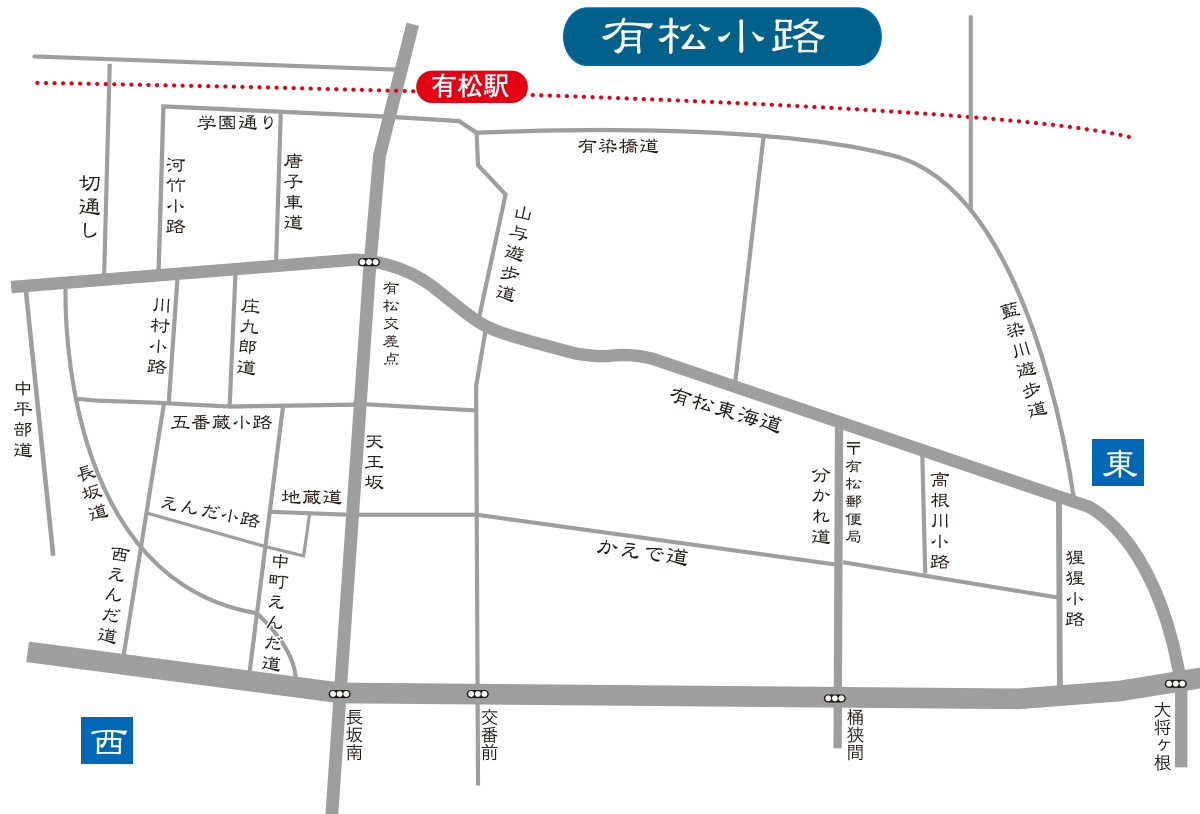 有松小路
有松駅
学園通り
有染橋道
切通し
河竹小路
唐子車道
山与遊歩道
川村小路
庄九郎道
有松交差点
藍染川遊歩道
中平部道
五番蔵小路
有松東海道
天王坂
東
長坂道
えんだ小路
地蔵道
分かれ道
〒有松郵便局
高根川小路
かえで道
西えんだ道
中町えんだ道
猩猩小路
西
長坂南
交番前
桶狭間
大将ヶ根